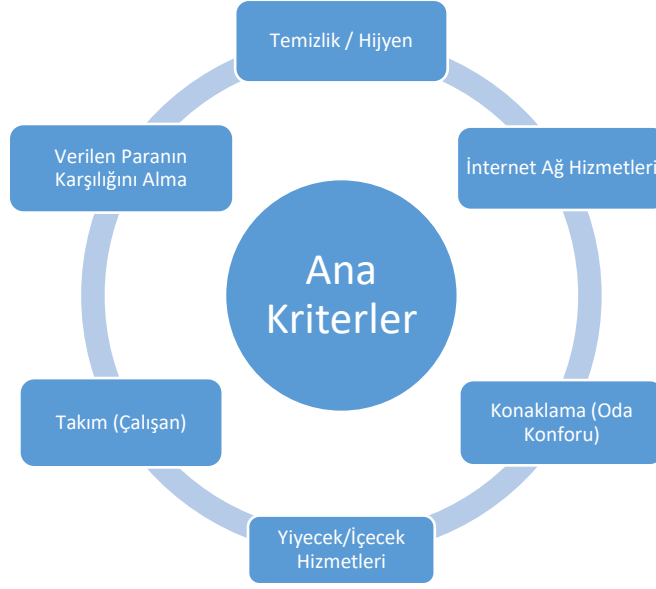 Temizlik / Hijyen
İnternet Ağ Hizmetleri
Konaklama (Oda
Konforu)
Yiyecek/İçecek
Hizmetleri
Takım (Çalışan)
Verilen Paranın
Karşılığını Alma
Ana
Kriterler